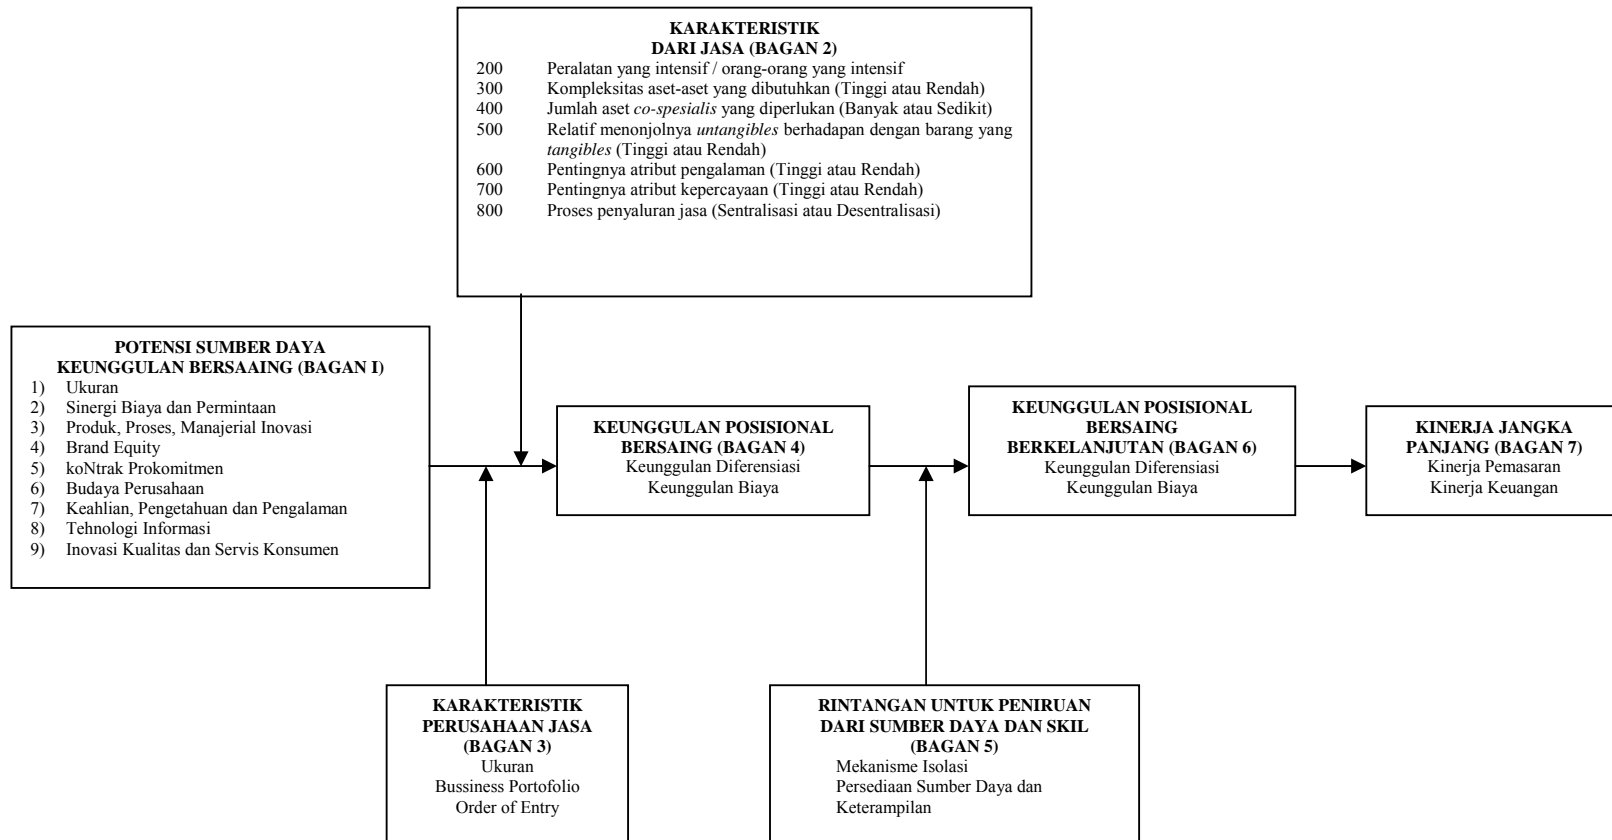 KARAKTERISTIK
DARI JASA (BAGAN 2)
200 Peralatan yang intensif / orang-orang yang intensif
300 Kompleksitas aset-aset yang dibutuhkan (Tinggi atau Rendah)
400 Jumlah aset co-spesialis yang diperlukan (Banyak atau Sedikit)
500 Relatif menonjolnya untangibles berhadapan dengan barang yang
tangibles (Tinggi atau Rendah)
600 Pentingnya atribut pengalaman (Tinggi atau Rendah)
700 Pentingnya atribut kepercayaan (Tinggi atau Rendah)
800 Proses penyaluran jasa (Sentralisasi atau Desentralisasi)
POTENSI SUMBER DAYA
KEUNGGULAN BERSAAING (BAGAN I)
1) Ukuran
2) Sinergi Biaya dan Permintaan
3) Produk, Proses, Manajerial Inovasi
4) Brand Equity
5) koNtrak Prokomitmen
6) Budaya Perusahaan
7) Keahlian, Pengetahuan dan Pengalaman
8) Tehnologi Informasi
9) Inovasi Kualitas dan Servis Konsumen
KEUNGGULAN POSISIONAL
BERSAING (BAGAN 4)
Keunggulan Diferensiasi
Keunggulan Biaya
KEUNGGULAN POSISIONAL
BERSAING
BERKELANJUTAN (BAGAN 6)
Keunggulan Diferensiasi
Keunggulan Biaya
KINERJA JANGKA
PANJANG (BAGAN 7)
Kinerja Pemasaran
Kinerja Keuangan
KARAKTERISTIK
PERUSAHAAN JASA
(BAGAN 3)
Ukuran
Bussiness Portofolio
Order of Entry
RINTANGAN UNTUK PENIRUAN
DARI SUMBER DAYA DAN SKIL
(BAGAN 5)
Mekanisme Isolasi
Persediaan Sumber Daya dan
Keterampilan